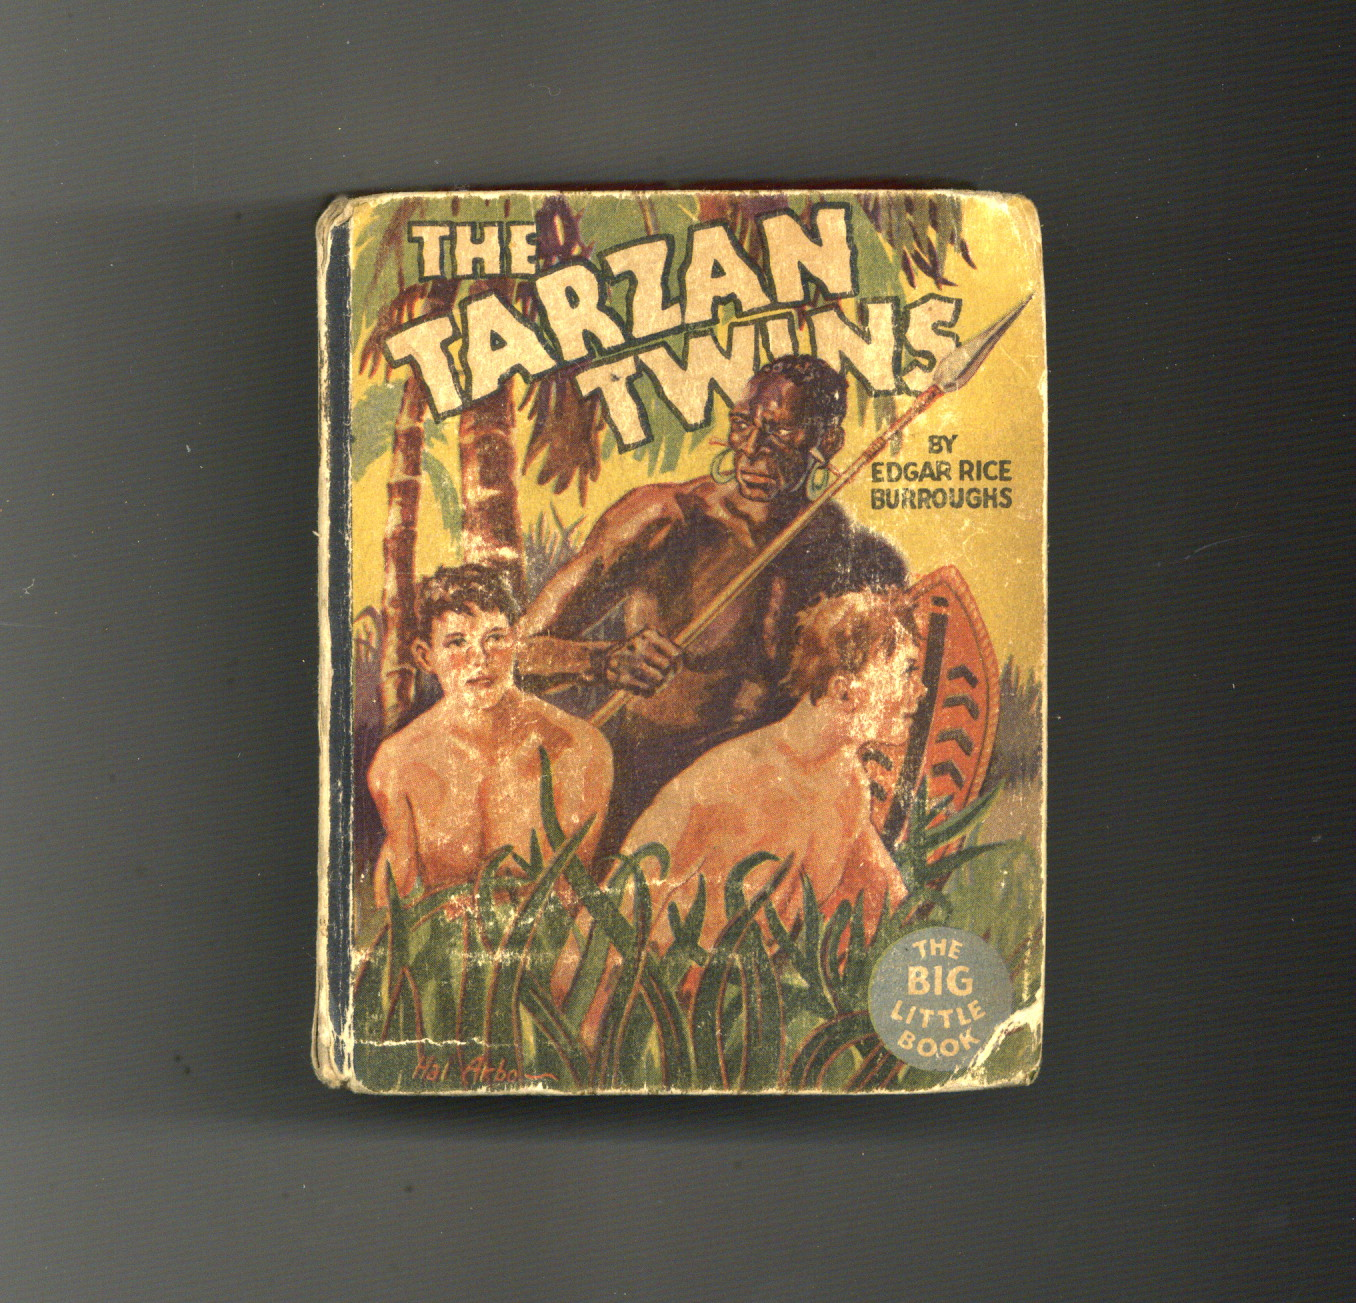 THE
TARZAN
TWINS
BY
EDGAR RICE
BURROUGHS
THE
BIG
LITTLE
BOOK
Hal Arbo